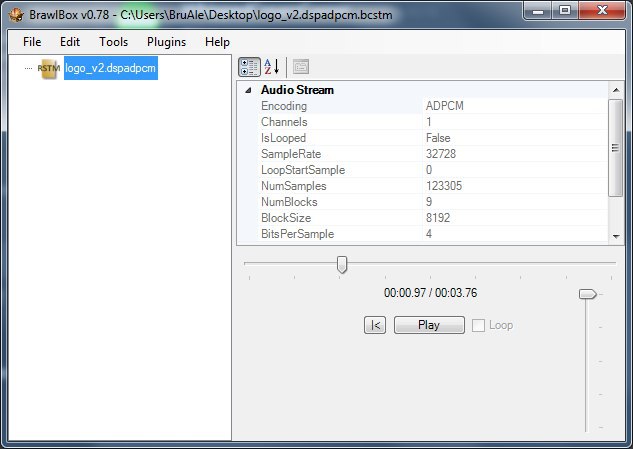 BrawlBox v0.78 - C:\Users\BruAle\Desktop\logo_v2.dspadpcm.bcstm
File Edit Tools Plugins Help
RSTM logo_v2.dspadpcm
A Z
Audio Stream
Encoding ADPCM
Channels 1
IsLooped False
SampleRate 32728
LoopStartSample 0
NumSamples 123305
NumBlocks 9
BlockSize 8192
BitsPerSample 4
00:00.97 / 00:03.76
|< Play Loop